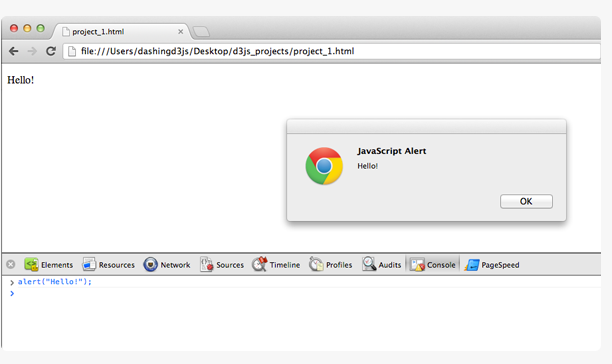 project_1.html
file:///Users/dashingd3js/Desktop/d3js_projects/project_1.html
Hello!
JavaScript Alert
Hello!
OK
Elements Resources Network Sources Timeline Profiles Audits Console PageSpeed
> alert("Hello!");
>